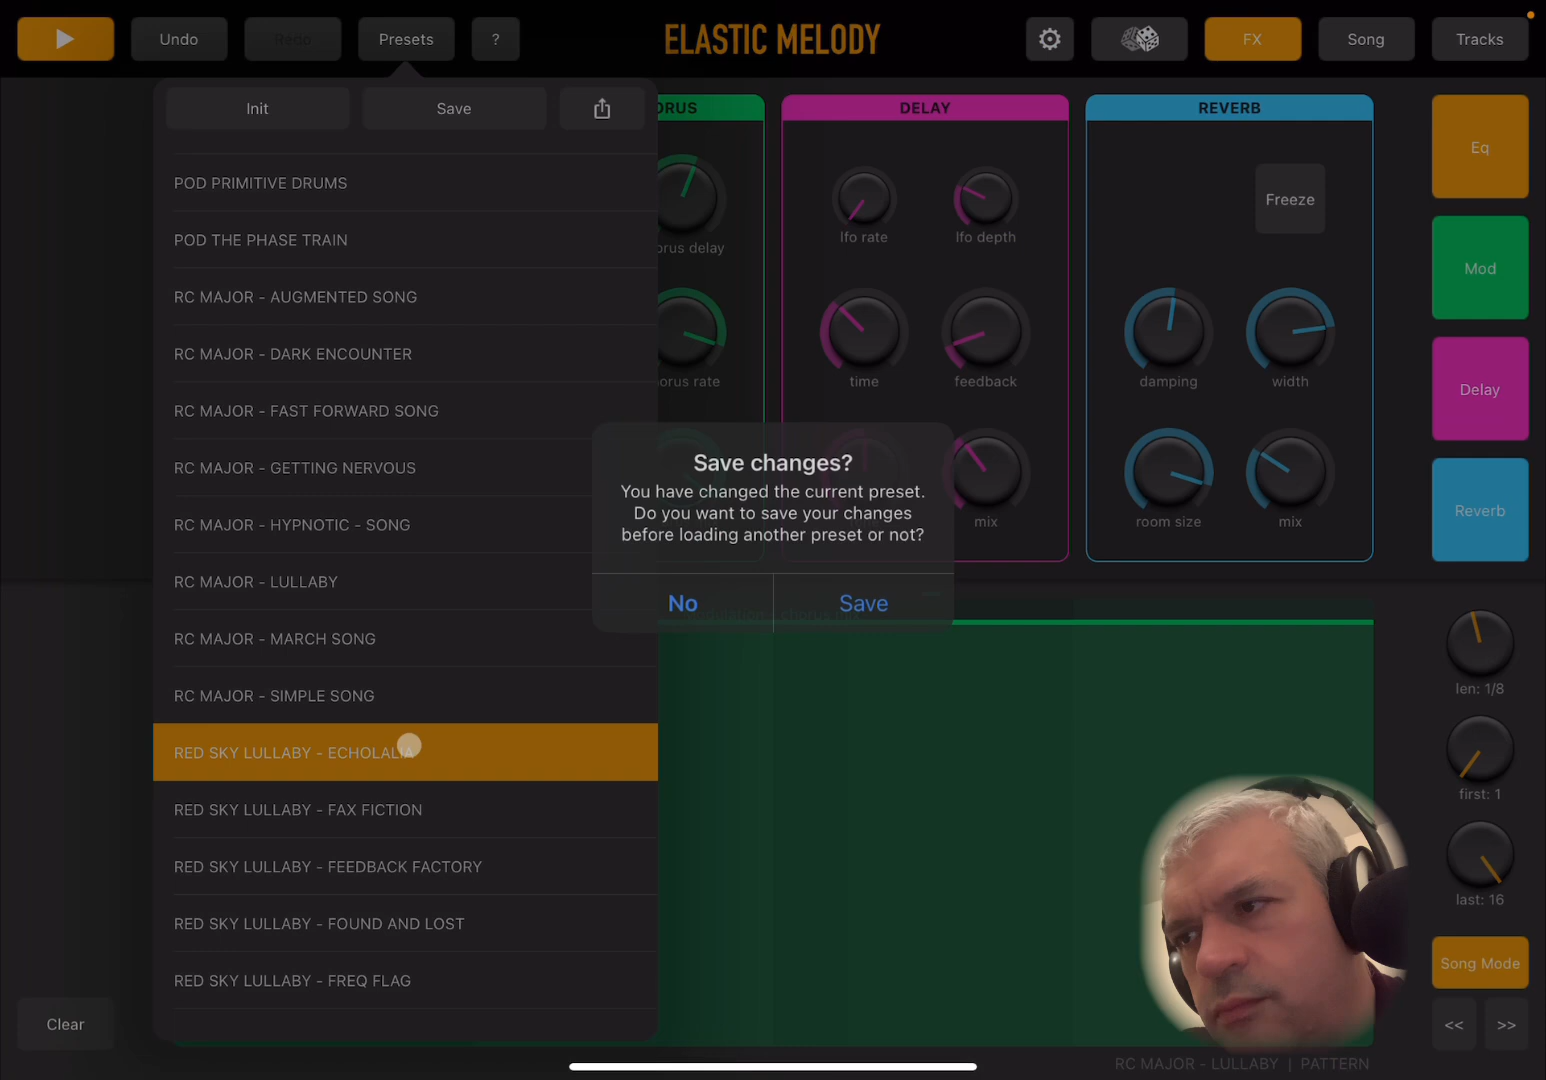 Undo
Redo
Presets
?
ELASTIC MELODY
FX
Song
Tracks
Init
Save
POD PRIMITIVE DRUMS
POD THE PHASE TRAIN
RC MAJOR - AUGMENTED SONG
RC MAJOR - DARK ENCOUNTER
RC MAJOR - FAST FORWARD SONG
RC MAJOR - GETTING NERVOUS
RC MAJOR - HYPNOTIC - SONG
RC MAJOR - LULLABY
RC MAJOR - MARCH SONG
RC MAJOR - SIMPLE SONG
RED SKY LULLABY - ECHOLALIA
RED SKY LULLABY - FAX FICTION
RED SKY LULLABY - FEEDBACK FACTORY
RED SKY LULLABY - FOUND AND LOST
RED SKY LULLABY - FREQ FLAG
ORUS
orus delay
orus rate
DELAY
lfo rate
lfo depth
time
feedback
mix
REVERB
Freeze
damping
width
room size
mix
Eq
Mod
Delay
Reverb
Save changes?
You have changed the current preset.
Do you want to save your changes
before loading another preset or not?
No
Save
len: 1/8
first: 1
last: 16
Song Mode
<<
>>
Clear
RC MAJOR - LULLABY | PATTERN